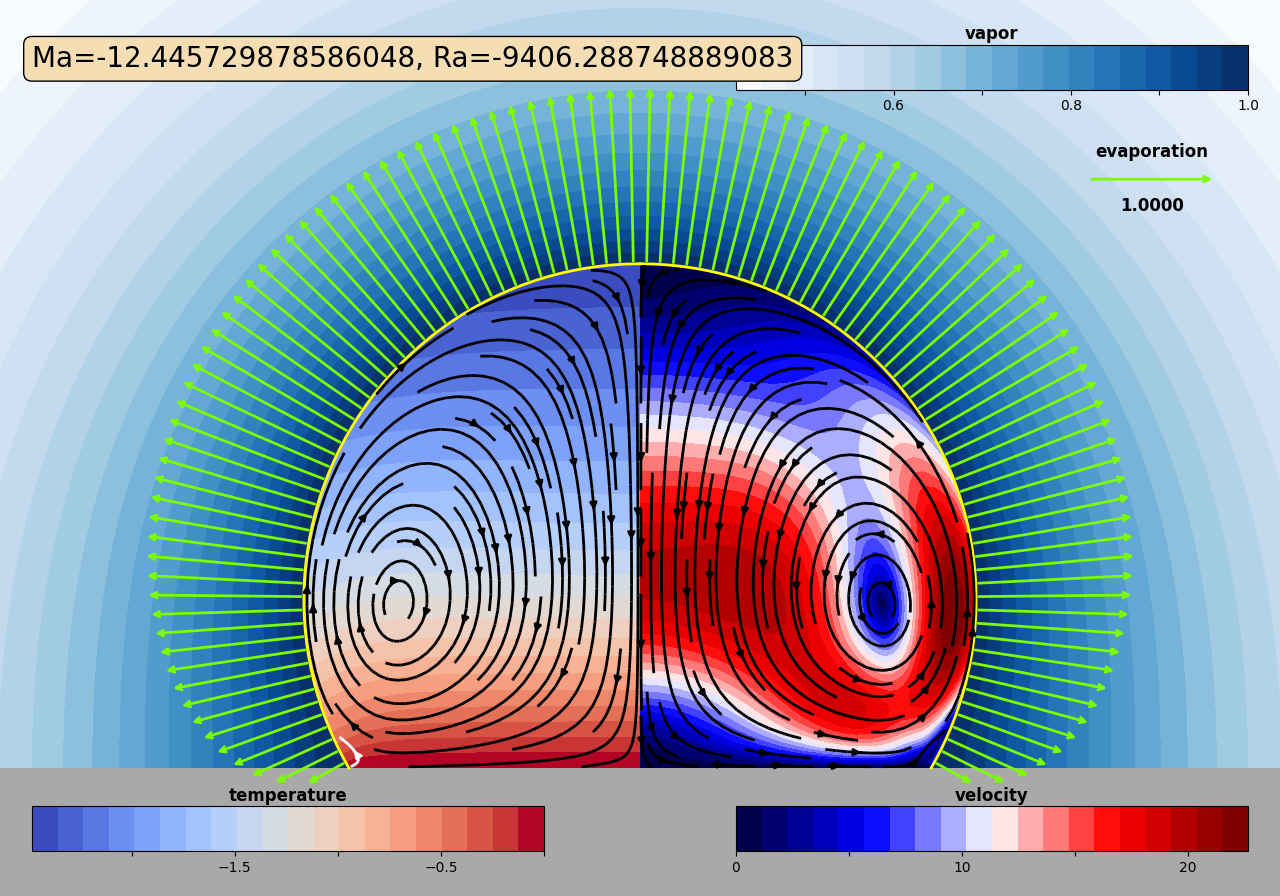 Ma=-12.445729878586048, Ra=-9406.288748889083
vapor
0.6 0.8 1.0
evaporation
1.0000
temperature
−1.5 −0.5
velocity
0 10 20